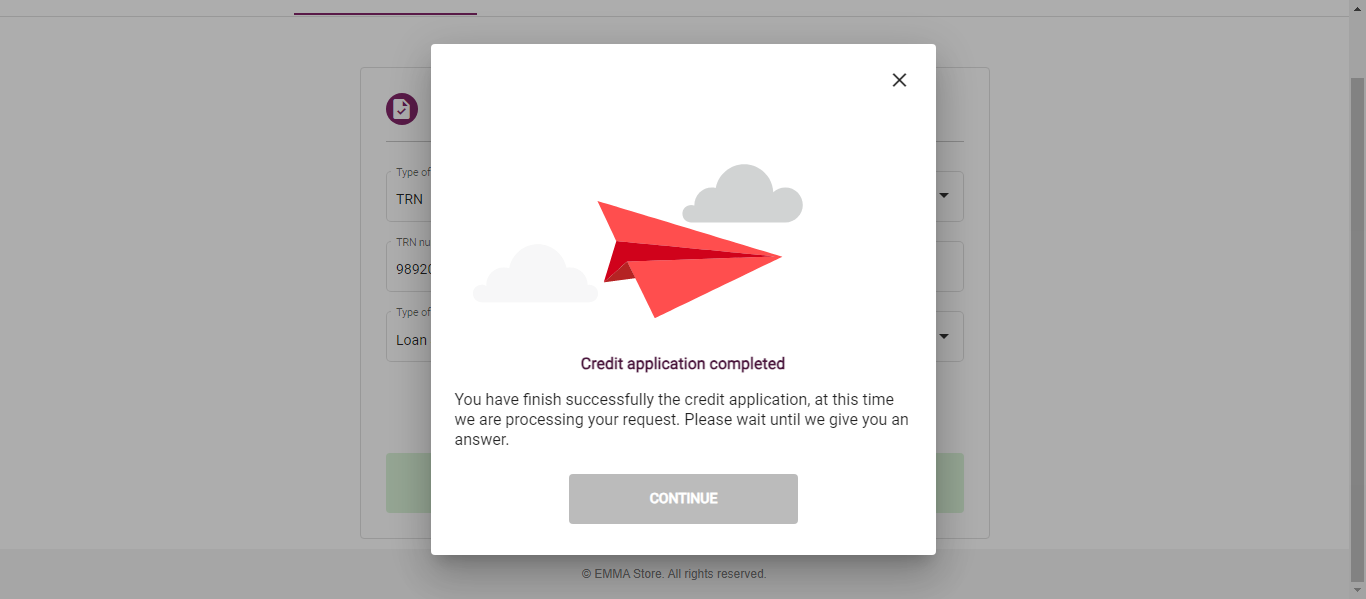 Type of
TRN
TRN nu
9892
Type of
Loan
Credit application completed
You have finish successfully the credit application, at this time
we are processing your request. Please wait until we give you an
answer.
CONTINUE
© EMMA Store. All rights reserved.